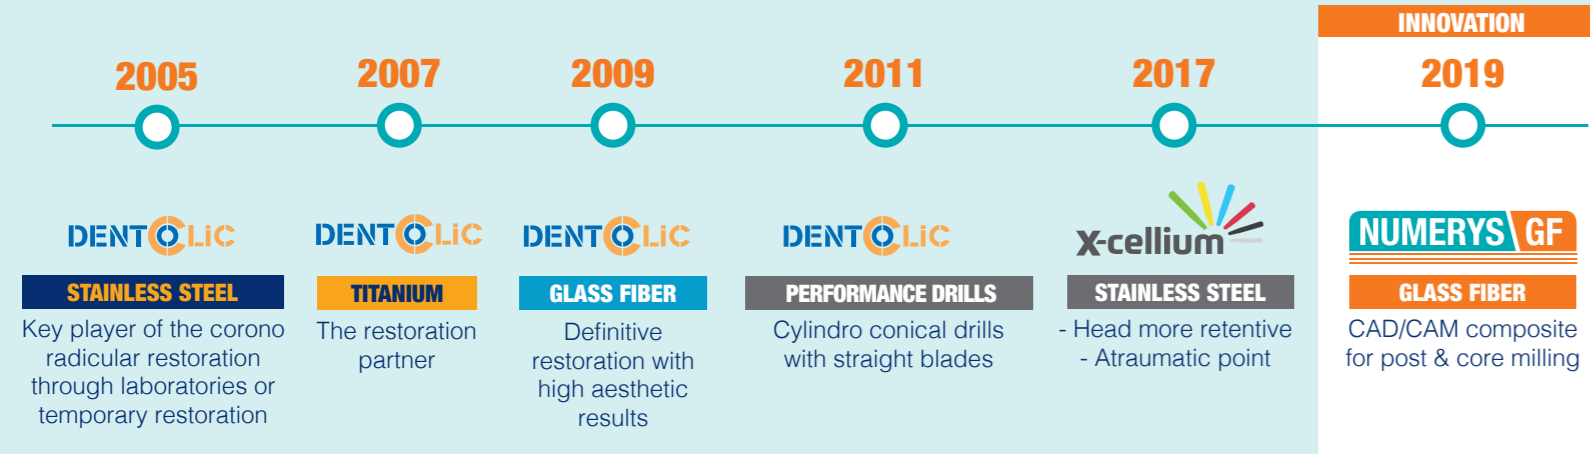 INNOVATION
2005
2007
2009
2011
2017
2019
DENTOCLiC
STAINLESS STEEL
Key player of the corono
radicular restoration
through laboratories or
temporary restoration
DENTOCLiC
TITANIUM
The restoration
partner
DENTOCLiC
GLASS FIBER
Definitive
restoration with
high aesthetic
results
DENTOCLiC
PERFORMANCE DRILLS
Cylindro conical drills
with straight blades
X-cellium
STAINLESS STEEL
- Head more retentive
- Atraumatic point
NUMERYS GF
GLASS FIBER
CAD/CAM composite
for post & core milling